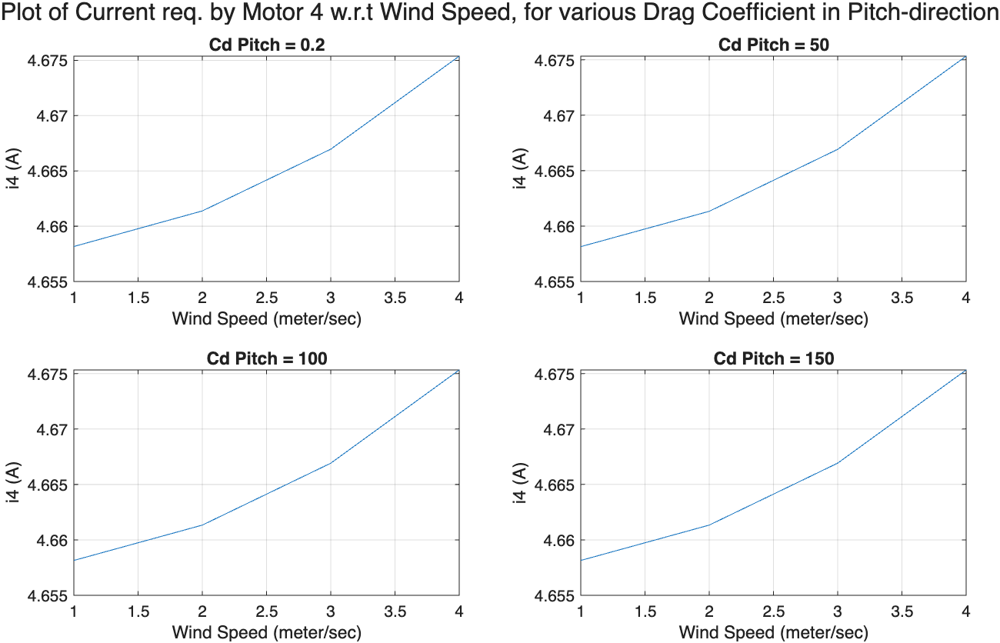 Plot of Current req. by Motor 4 w.r.t Wind Speed, for various Drag Coefficient in Pitch-direction
Cd Pitch = 0.2
4.675
4.67
4.665
4.66
4.655
i4 (A)
1 1.5 2 2.5 3 3.5 4
Wind Speed (meter/sec)
Cd Pitch = 50
4.675
4.67
4.665
4.66
4.655
i4 (A)
1 1.5 2 2.5 3 3.5 4
Wind Speed (meter/sec)
Cd Pitch = 100
4.675
4.67
4.665
4.66
4.655
i4 (A)
1 1.5 2 2.5 3 3.5 4
Wind Speed (meter/sec)
Cd Pitch = 150
4.675
4.67
4.665
4.66
4.655
i4 (A)
1 1.5 2 2.5 3 3.5 4
Wind Speed (meter/sec)